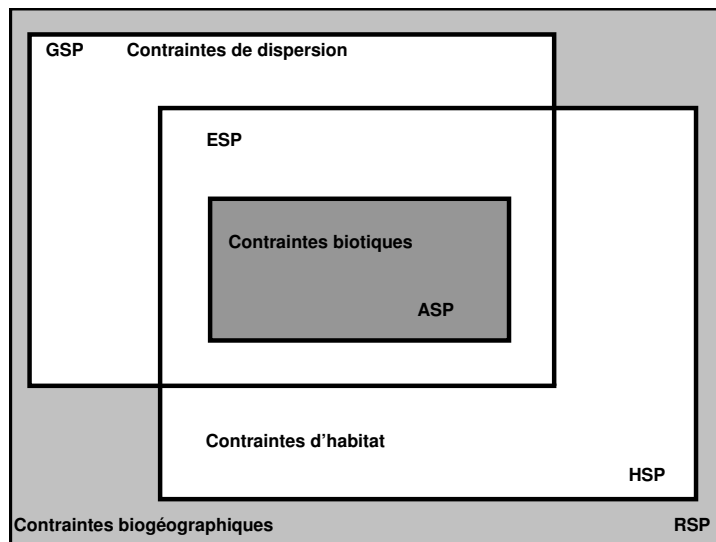 GSP Contraintes de dispersion
ESP
Contraintes biotiques
ASP
Contraintes d'habitat
HSP
Contraintes biogéographiques RSP